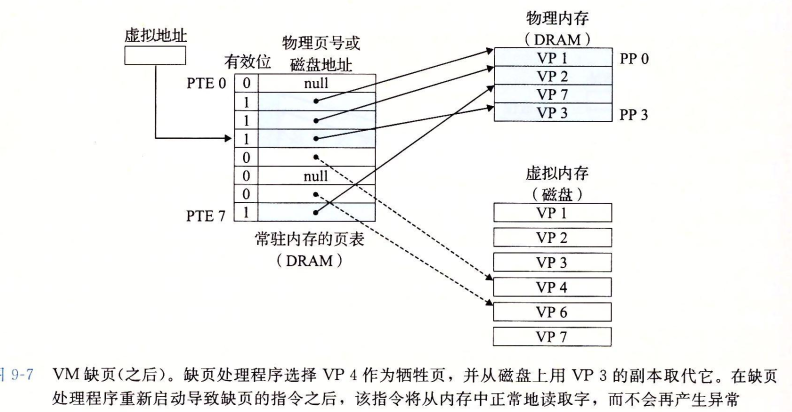 虚拟地址
有效位
物理页号或
磁盘地址
PTE 0
0
null
1
1
1
0
0
null
0
PTE 7
1
常驻内存的页表
（DRAM）
物理内存
（DRAM）
VP 1
PP 0
VP 2
VP 7
VP 3
PP 3
虚拟内存
（磁盘）
VP 1
VP 2
VP 3
VP 4
VP 6
VP 7
9-7 VM 缺页(之后)。缺页处理程序选择 VP 4 作为牺牲页，并从磁盘上用 VP 3 的副本取代它。在缺页
处理程序重新启动导致缺页的指令之后，该指令将从内存中正常地读取字，而不会再产生异常